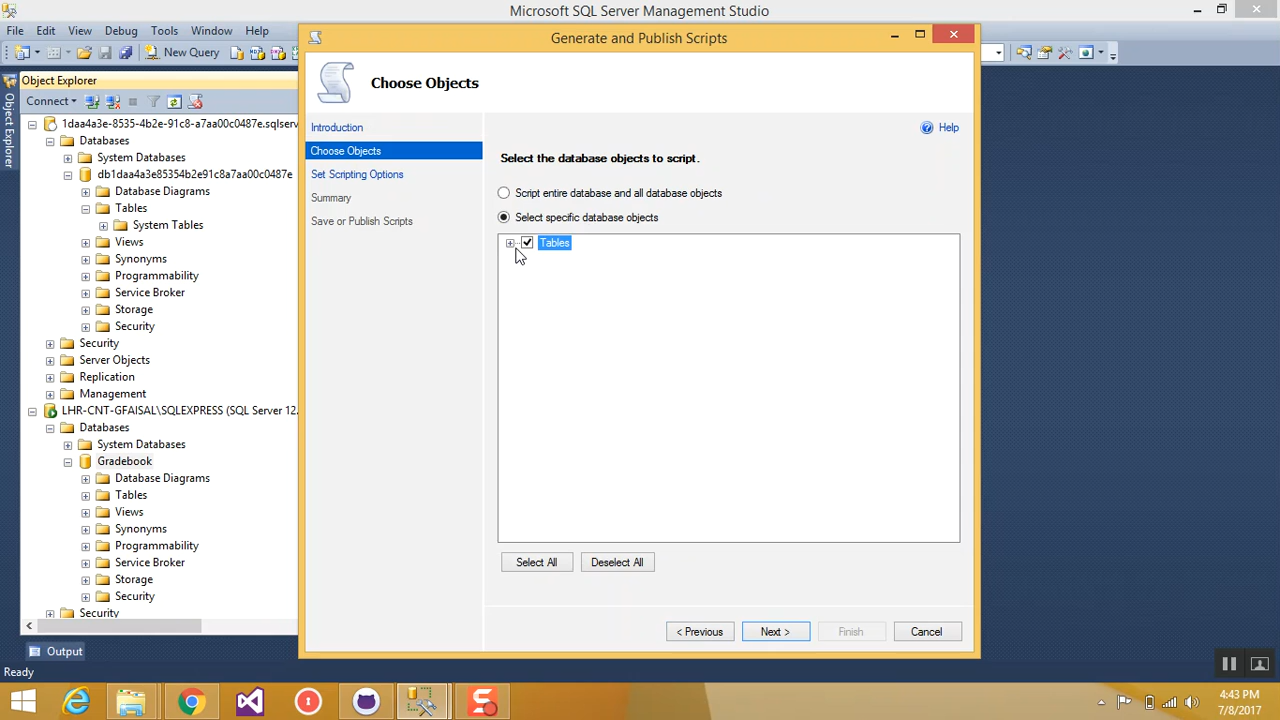 Microsoft SQL Server Management Studio
File Edit View Debug Tools Window Help
New Query
Object Explorer
Object Explorer
Connect
1daa4a3e-8535-4b2e-91c8-a7aa00c0487e.sqlserv
Databases
System Databases
db1daa4a3e85354b2e91c8a7aa00c0487e
Database Diagrams
Tables
System Tables
Views
Synonyms
Programmability
Service Broker
Storage
Security
Security
Server Objects
Replication
Management
LHR-CNT-GFAISAL\SQLEXPRESS (SQL Server 12.
Databases
System Databases
Gradebook
Database Diagrams
Tables
Views
Synonyms
Programmability
Service Broker
Storage
Security
Security
Output
Ready
Generate and Publish Scripts
Choose Objects
Introduction
Choose Objects
Set Scripting Options
Summary
Save or Publish Scripts
Help
Select the database objects to script.
Script entire database and all database objects
Select specific database objects
Tables
Select All
Deselect All
< Previous
Next >
Finish
Cancel
4:43 PM
7/8/2017